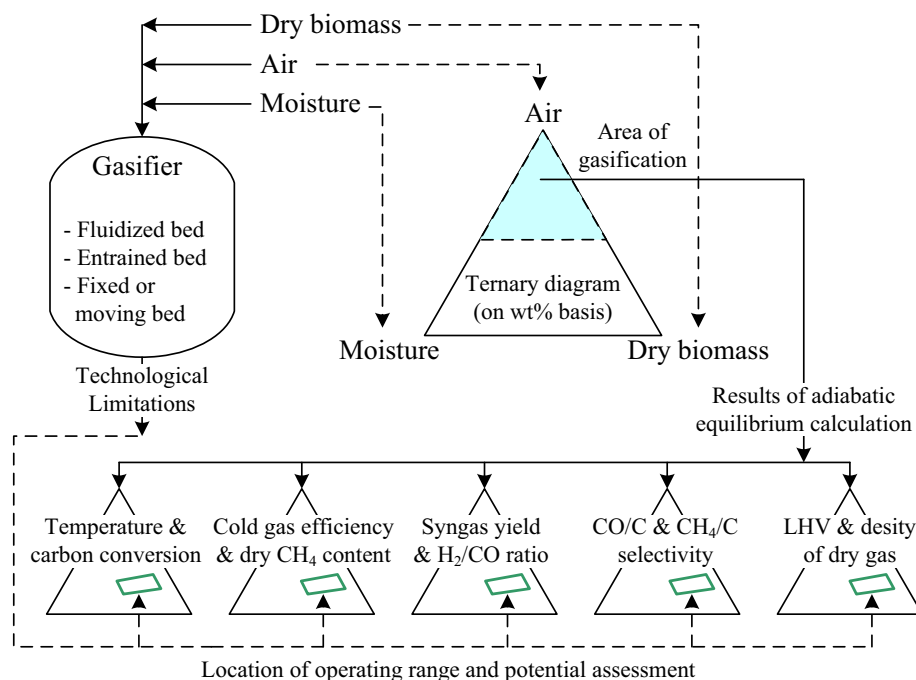 Dry biomass
Air
Moisture
Gasifier
- Fluidized bed
- Entrained bed
- Fixed or
moving bed
Technological
Limitations
Air
Area of
gasification
Ternary diagram
(on wt% basis)
Moisture
Dry biomass
Results of adiabatic
equilibrium calculation
Temperature &
carbon conversion
Cold gas efficiency
& dry CH₄ content
Syngas yield
& H₂/CO ratio
CO/C & CH₄/C
selectivity
LHV & desity
of dry gas
Location of operating range and potential assessment